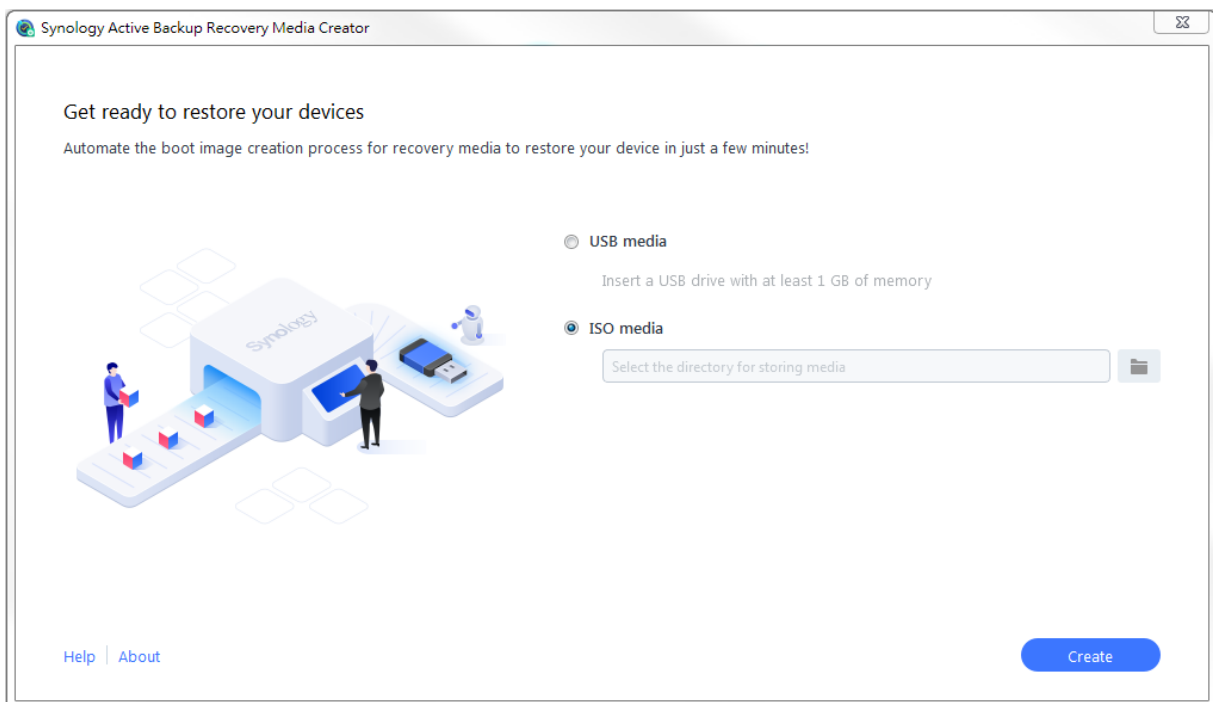 Synology Active Backup Recovery Media Creator
Get ready to restore your devices
Automate the boot image creation process for recovery media to restore your device in just a few minutes!
USB media
Insert a USB drive with at least 1 GB of memory
ISO media
Select the directory for storing media
Synology
Help
About
Create